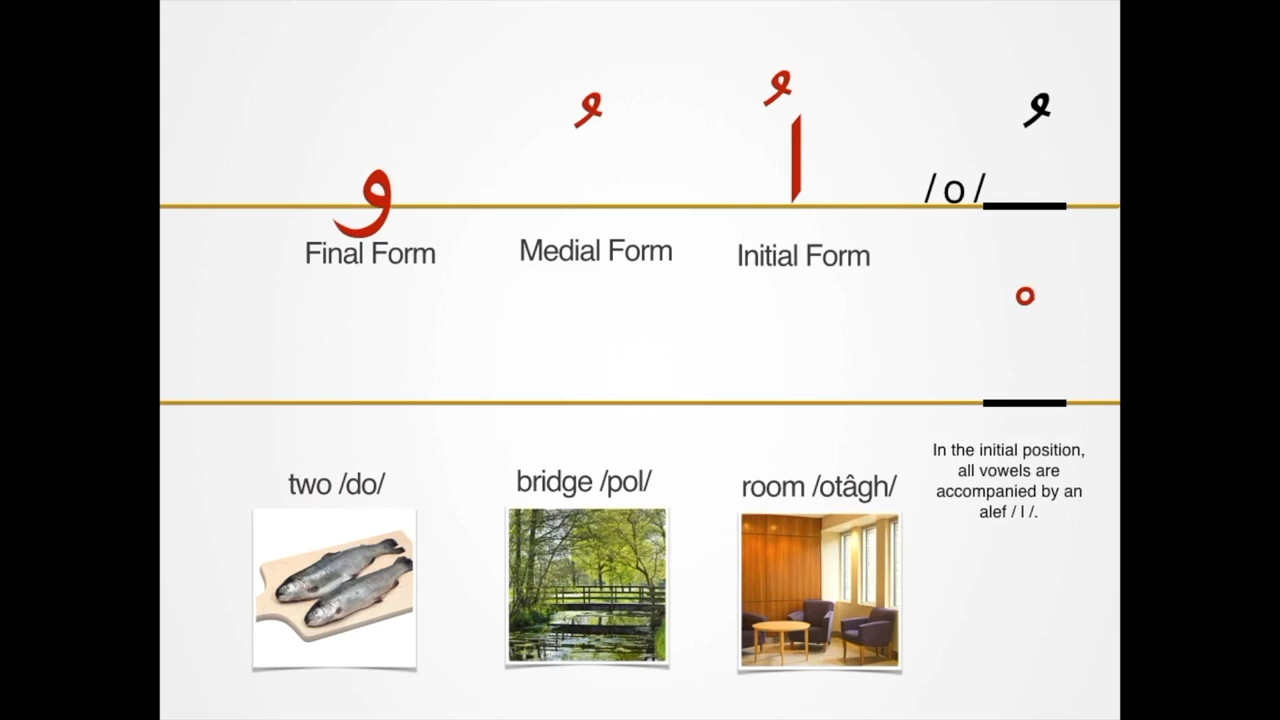 ُ
/ o /
اُ
ُ
و
Initial Form
Medial Form
Final Form
ْ
In the initial position,
all vowels are
accompanied by an
alef / ا /.
room /otâgh/
bridge /pol/
two /do/